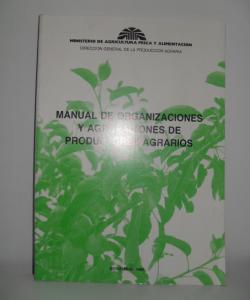 MINISTERIO DE AGRICULTURA PESCA Y ALIMENTACION
DIRECCION GENERAL DE LA PRODUCCION AGRARIA
MANUAL DE ORGANIZACIONES
Y AGRUPACIONES DE
PRODUCTORES AGRARIOS